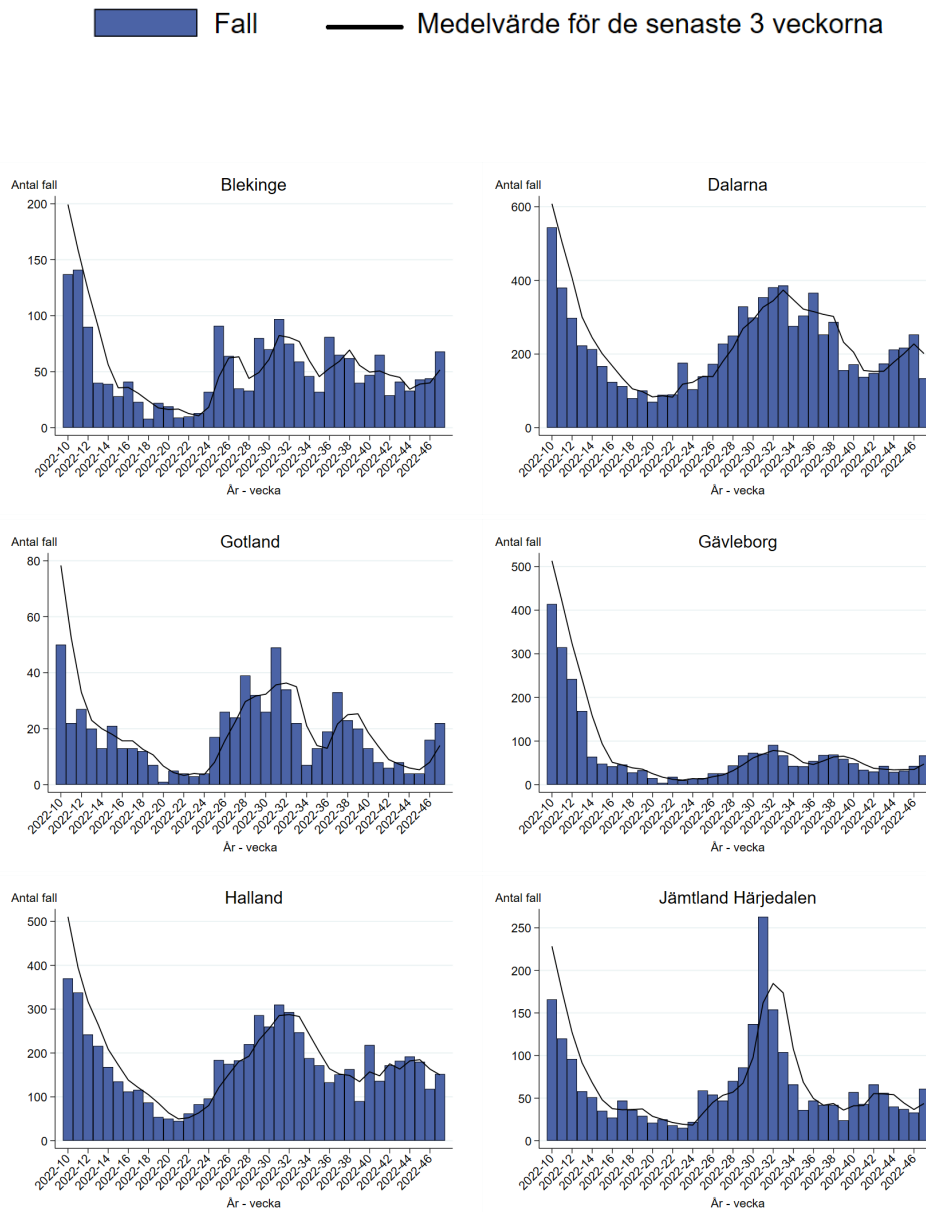 Fall Medelvärde för de senaste 3 veckorna
Antal fall
Blekinge
200
150
100
50
0
2022-10 2022-12 2022-14 2022-16 2022-18 2022-20 2022-22 2022-24 2022-26 2022-28 2022-30 2022-32 2022-34 2022-36 2022-38 2022-40 2022-42 2022-44 2022-46
År - vecka
Antal fall
Dalarna
600
400
200
0
2022-10 2022-12 2022-14 2022-16 2022-18 2022-20 2022-22 2022-24 2022-26 2022-28 2022-30 2022-32 2022-34 2022-36 2022-38 2022-40 2022-42 2022-44 2022-46
År - vecka
Antal fall
Gotland
80
60
40
20
0
2022-10 2022-12 2022-14 2022-16 2022-18 2022-20 2022-22 2022-24 2022-26 2022-28 2022-30 2022-32 2022-34 2022-36 2022-38 2022-40 2022-42 2022-44 2022-46
År - vecka
Antal fall
Gävleborg
500
400
300
200
100
0
2022-10 2022-12 2022-14 2022-16 2022-18 2022-20 2022-22 2022-24 2022-26 2022-28 2022-30 2022-32 2022-34 2022-36 2022-38 2022-40 2022-42 2022-44 2022-46
År - vecka
Antal fall
Halland
500
400
300
200
100
0
2022-10 2022-12 2022-14 2022-16 2022-18 2022-20 2022-22 2022-24 2022-26 2022-28 2022-30 2022-32 2022-34 2022-36 2022-38 2022-40 2022-42 2022-44 2022-46
År - vecka
Antal fall
Jämtland Härjedalen
250
200
150
100
50
0
2022-10 2022-12 2022-14 2022-16 2022-18 2022-20 2022-22 2022-24 2022-26 2022-28 2022-30 2022-32 2022-34 2022-36 2022-38 2022-40 2022-42 2022-44 2022-46
År - vecka